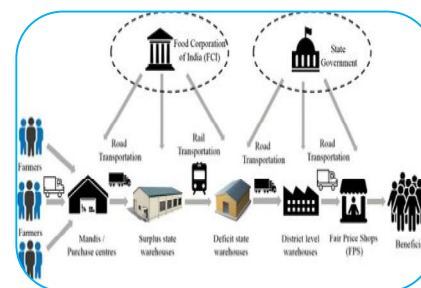 Food Corporation
of India (FCI)
State
Government
Road
Transportation
Rail
Transportation
Road
Transportation
Road
Transportation
Farmers
Farmers
Mandis /
Purchase centres
Surplus state
warehouses
Deficit state
warehouses
District level
warehouses
Fair Price Shops
(FPS)
Benefici